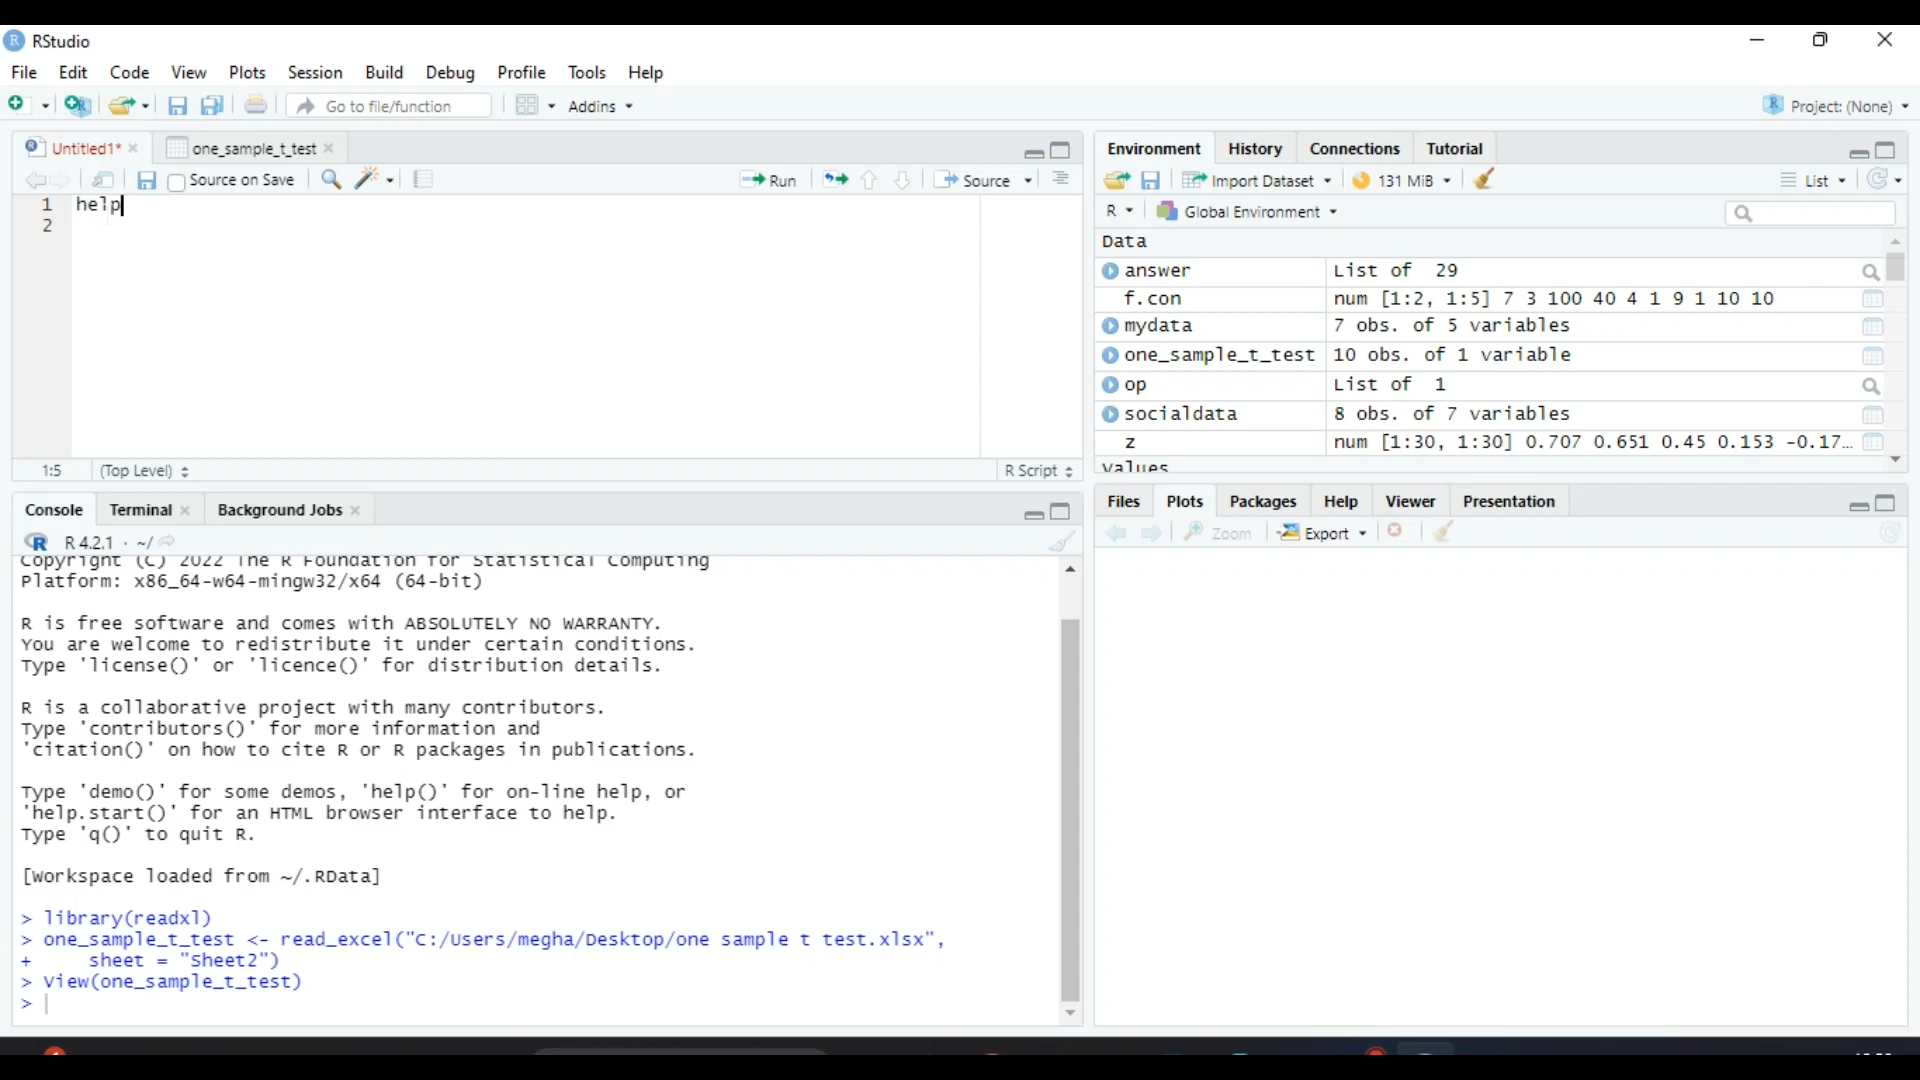 RStudio
File Edit Code View Plots Session Build Debug Profile Tools Help
Go to file/function Addins Project: (None)
Untitled1* one_sample_t_test
Source on Save Run Source
1 help
2
1:5 (Top Level) R Script
Console Terminal Background Jobs
R 4.2.1 · ~/
Copyright (C) 2022 The R Foundation for Statistical Computing
Platform: x86_64-w64-mingw32/x64 (64-bit)
R is free software and comes with ABSOLUTELY NO WARRANTY.
You are welcome to redistribute it under certain conditions.
Type 'license()' or 'licence()' for distribution details.
R is a collaborative project with many contributors.
Type 'contributors()' for more information and
'citation()' on how to cite R or R packages in publications.
Type 'demo()' for some demos, 'help()' for on-line help, or
'help.start()' for an HTML browser interface to help.
Type 'q()' to quit R.
[Workspace loaded from ~/.RData]
> library(readxl)
> one_sample_t_test <- read_excel("C:/Users/megha/Desktop/one sample t test.xlsx",
+ sheet = "Sheet2")
> View(one_sample_t_test)
>
Environment History Connections Tutorial
Import Dataset 131 MiB List
R Global Environment
Data
answer List of 29
f.con num [1:2, 1:5] 7 3 100 40 4 1 9 1 10 10
mydata 7 obs. of 5 variables
one_sample_t_test 10 obs. of 1 variable
op List of 1
socialdata 8 obs. of 7 variables
z num [1:30, 1:30] 0.707 0.651 0.45 0.153 -0.17…
Values
Files Plots Packages Help Viewer Presentation
Zoom Export